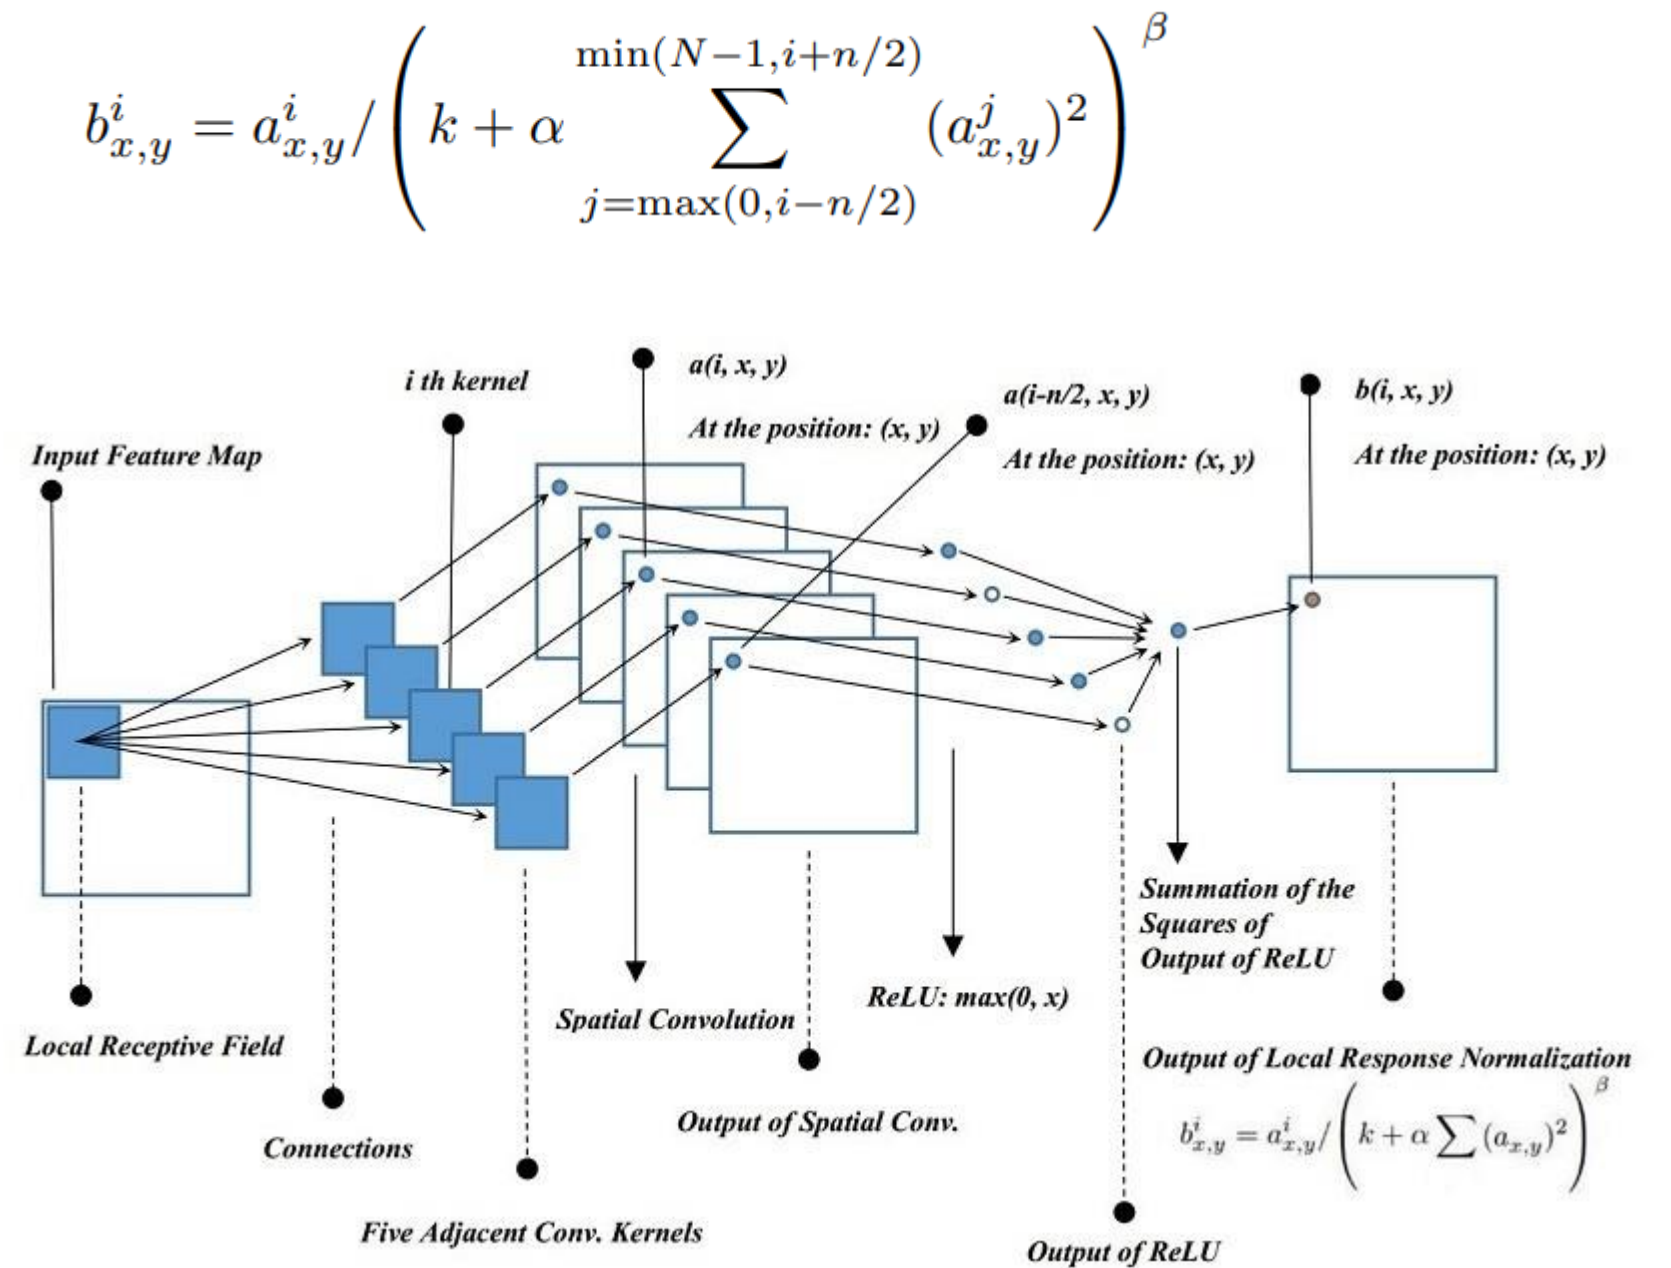 b^i_{x,y} = a^i_{x,y} / ( k + α ∑_{j=max(0,i−n/2)}^{min(N−1,i+n/2)} (a^j_{x,y})^2 )^β
a(i, x, y)
i th kernel
a(i-n/2, x, y)
b(i, x, y)
At the position: (x, y)
At the position: (x, y)
At the position: (x, y)
Input Feature Map
Summation of the
Squares of
Output of ReLU
ReLU: max(0, x)
Spatial Convolution
Local Receptive Field
Output of Local Response Normalization
b^i_{x,y} = a^i_{x,y} / ( k + α ∑ (a_{x,y})^2 )^β
Output of Spatial Conv.
Connections
Five Adjacent Conv. Kernels
Output of ReLU